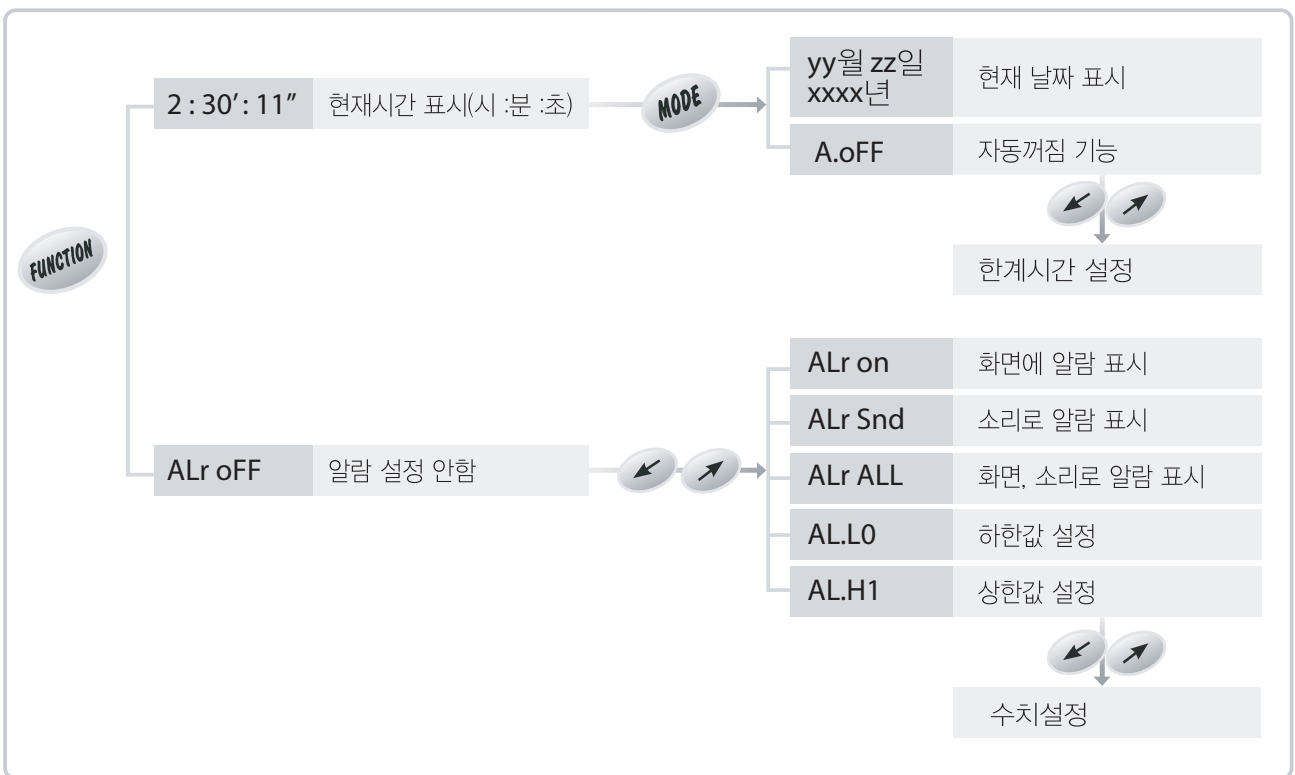 FUNCTION
2 : 30' : 11" 현재시간 표시(시 :분 :초)
MODE
yy월 zz일
xxxx년
현재 날짜 표시
A.oFF 자동꺼짐 기능
한계시간 설정
ALr oFF 알람 설정 안함
ALr on 화면에 알람 표시
ALr Snd 소리로 알람 표시
ALr ALL 화면, 소리로 알람 표시
AL.L0 하한값 설정
AL.H1 상한값 설정
수치설정